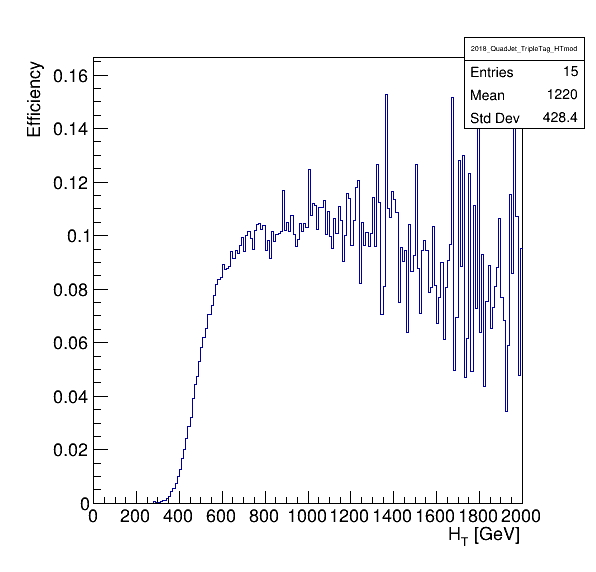 2018_QuadJet_TripleTag_HTmod
Entries 15
Mean 1220
Std Dev 428.4
Efficiency
0.16
0.14
0.12
0.1
0.08
0.06
0.04
0.02
0
0 200 400 600 800 1000 1200 1400 1600 1800 2000
H_T [GeV]